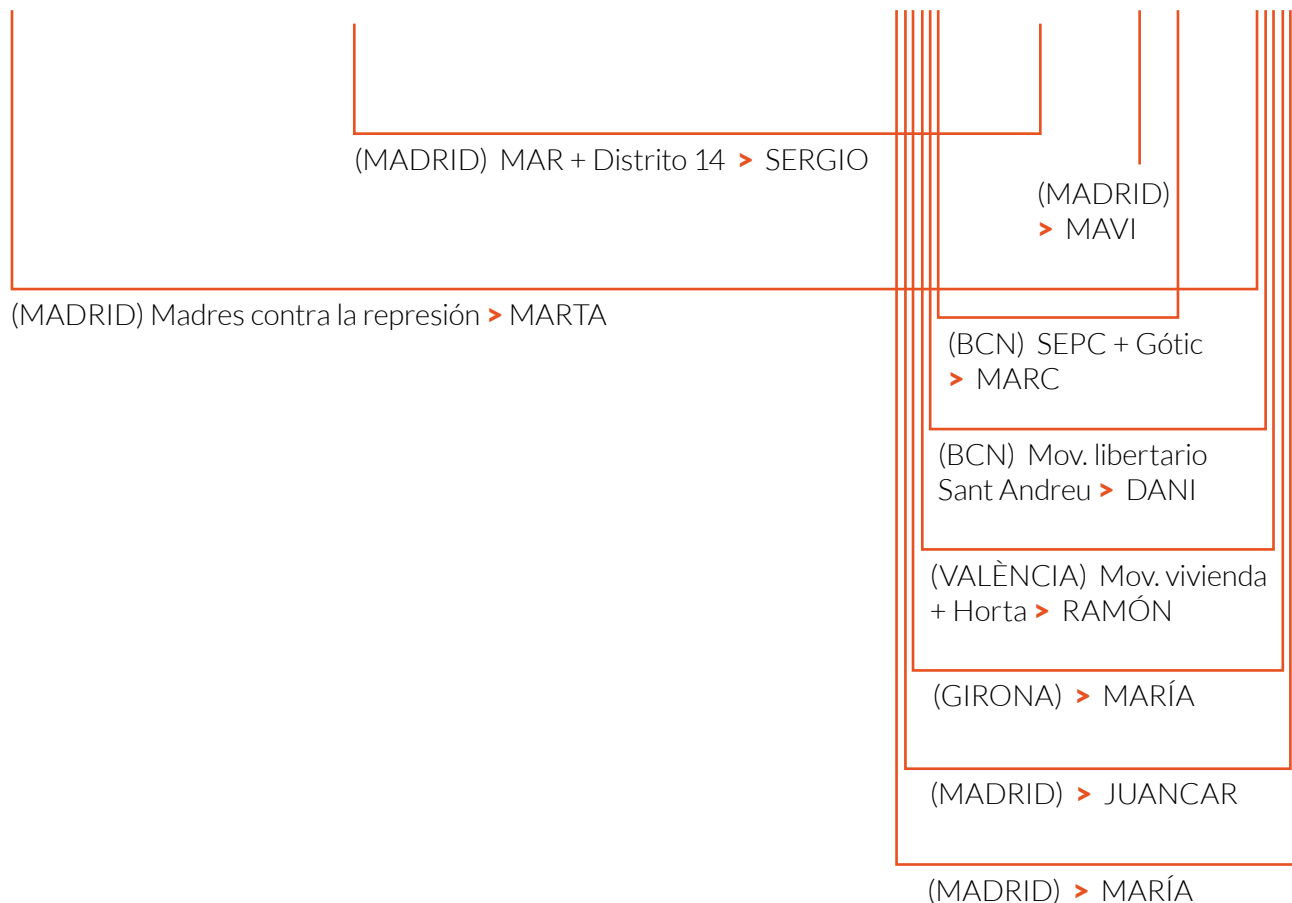 (MADRID) MAR + Distrito 14 > SERGIO
(MADRID)
> MAVI
(MADRID) Madres contra la represión > MARTA
(BCN) SEPC + Gótic
> MARC
(BCN) Mov. libertario
Sant Andreu > DANI
(VALÈNCIA) Mov. vivienda
+ Horta > RAMÓN
(GIRONA) > MARÍA
(MADRID) > JUANCAR
(MADRID) > MARÍA